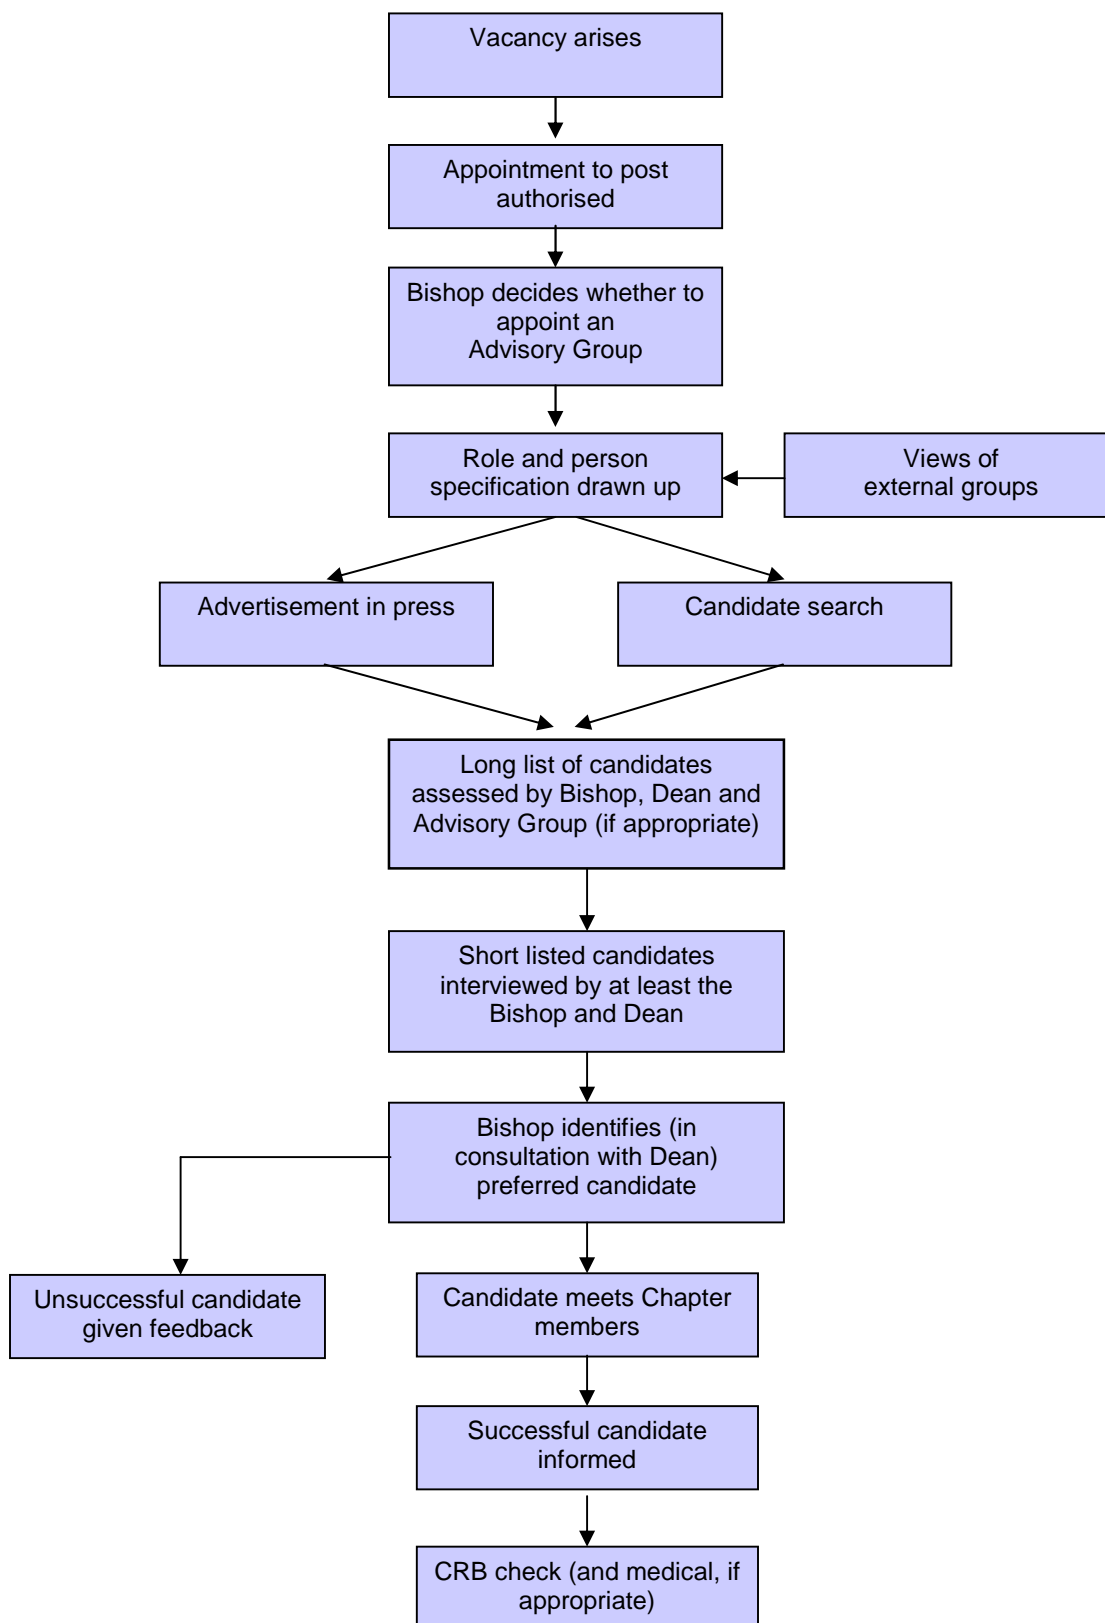 Vacancy arises
Appointment to post
authorised
Bishop decides whether to
appoint an
Advisory Group
Role and person
specification drawn up
Views of
external groups
Advertisement in press
Candidate search
Long list of candidates
assessed by Bishop, Dean and
Advisory Group (if appropriate)
Short listed candidates
interviewed by at least the
Bishop and Dean
Bishop identifies (in
consultation with Dean)
preferred candidate
Unsuccessful candidate
given feedback
Candidate meets Chapter
members
Successful candidate
informed
CRB check (and medical, if
appropriate)